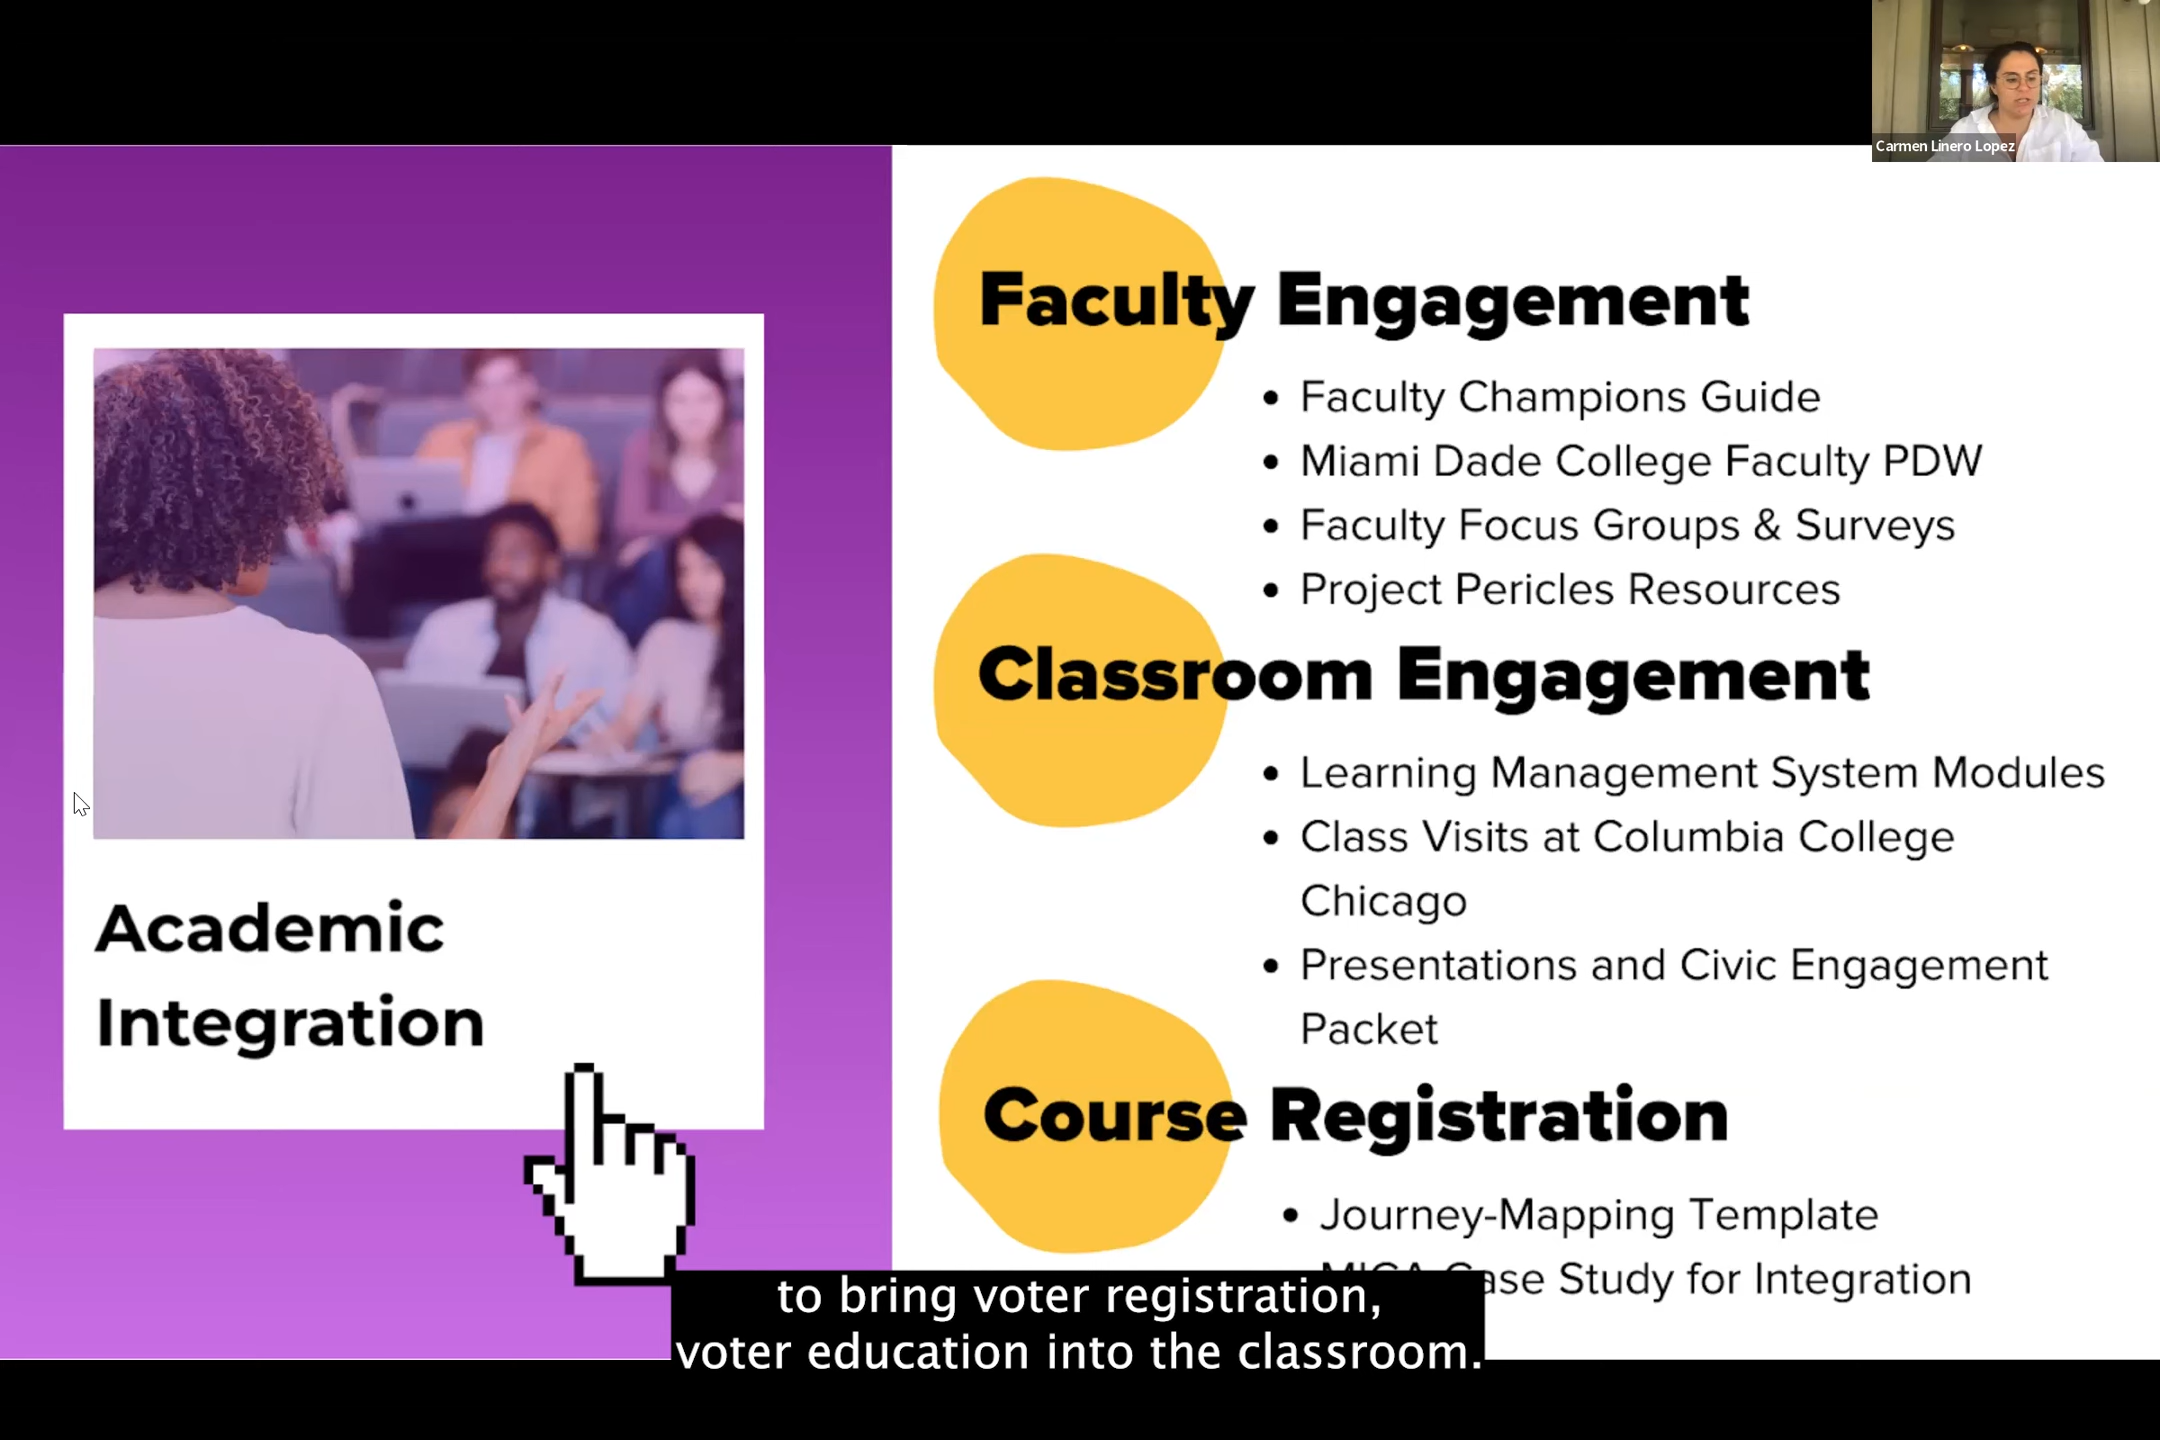 Carmen Linero Lopez
Academic
Integration
Faculty Engagement
• Faculty Champions Guide
• Miami Dade College Faculty PDW
• Faculty Focus Groups & Surveys
• Project Pericles Resources
Classroom Engagement
• Learning Management System Modules
• Class Visits at Columbia College
Chicago
• Presentations and Civic Engagement
Packet
Course Registration
• Journey-Mapping Template
Case Study for Integration
to bring voter registration,
voter education into the classroom.